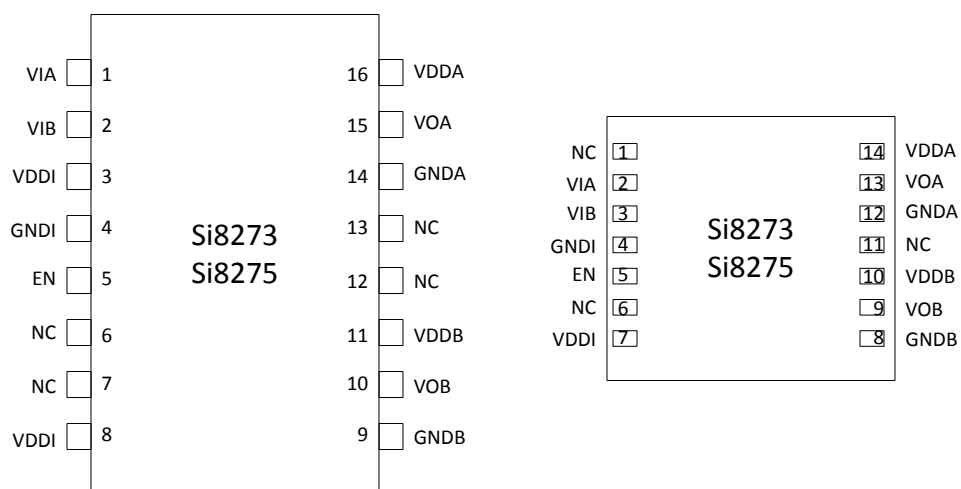 VIA 1 16 VDDA
VIB 2 15 VOA
VDDI 3 14 GNDA
GNDI 4 13 NC
EN 5 12 NC
NC 6 11 VDDB
NC 7 10 VOB
VDDI 8 9 GNDB
Si8273
Si8275
NC 1 14 VDDA
VIA 2 13 VOA
VIB 3 12 GNDA
GNDI 4 11 NC
EN 5 10 VDDB
NC 6 9 VOB
VDDI 7 8 GNDB
Si8273
Si8275